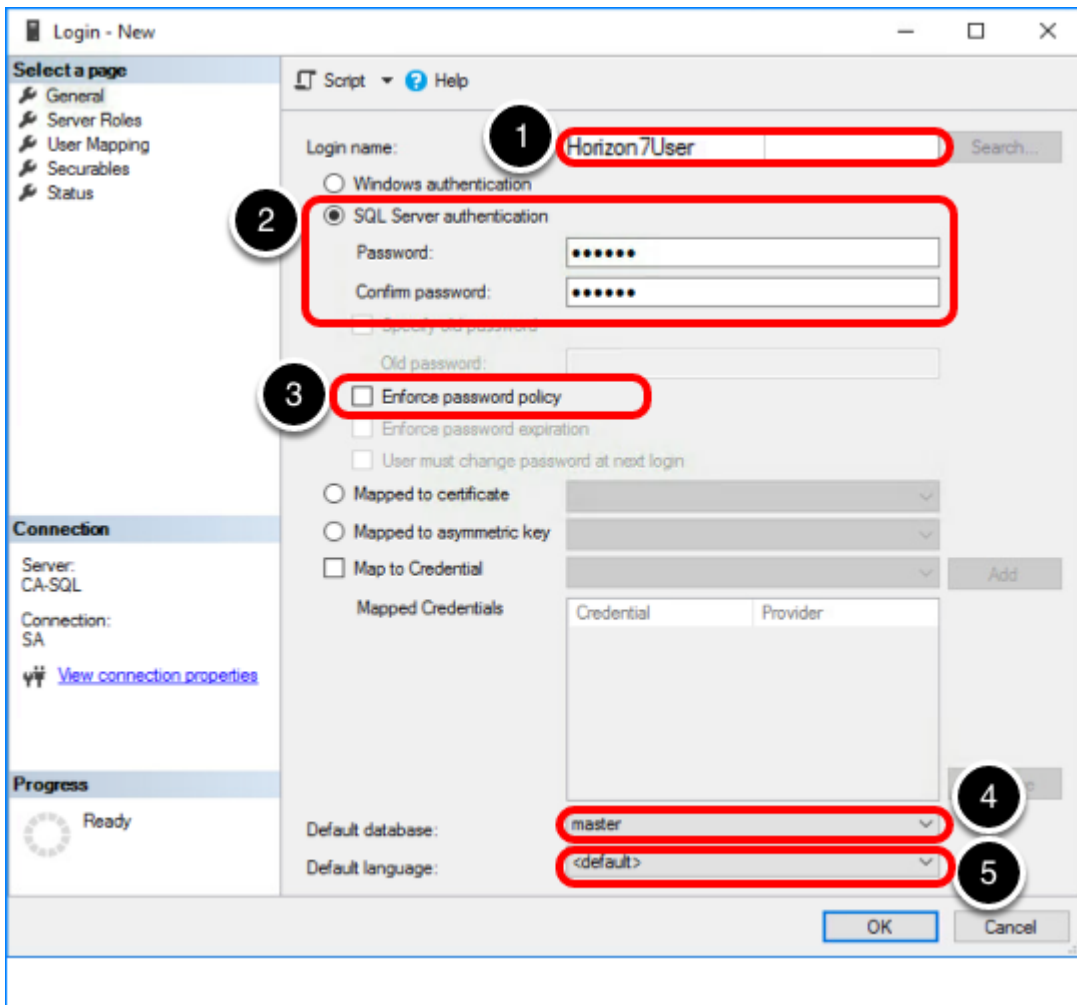 Login - New
Select a page
General
Server Roles
User Mapping
Securables
Status
Script Help
1
Login name: Horizon7User Search...
Windows authentication
2
SQL Server authentication
Password: ●●●●●●
Confirm password: ●●●●●●
Specify old password
Old password:
3
Enforce password policy
Enforce password expiration
User must change password at next login
Mapped to certificate
Mapped to asymmetric key
Map to Credential Add
Mapped Credentials Credential Provider
Connection
Server:
CA-SQL
Connection:
SA
View connection properties
Progress
Ready
4
Default database: master
Default language: <default>
5
OK Cancel